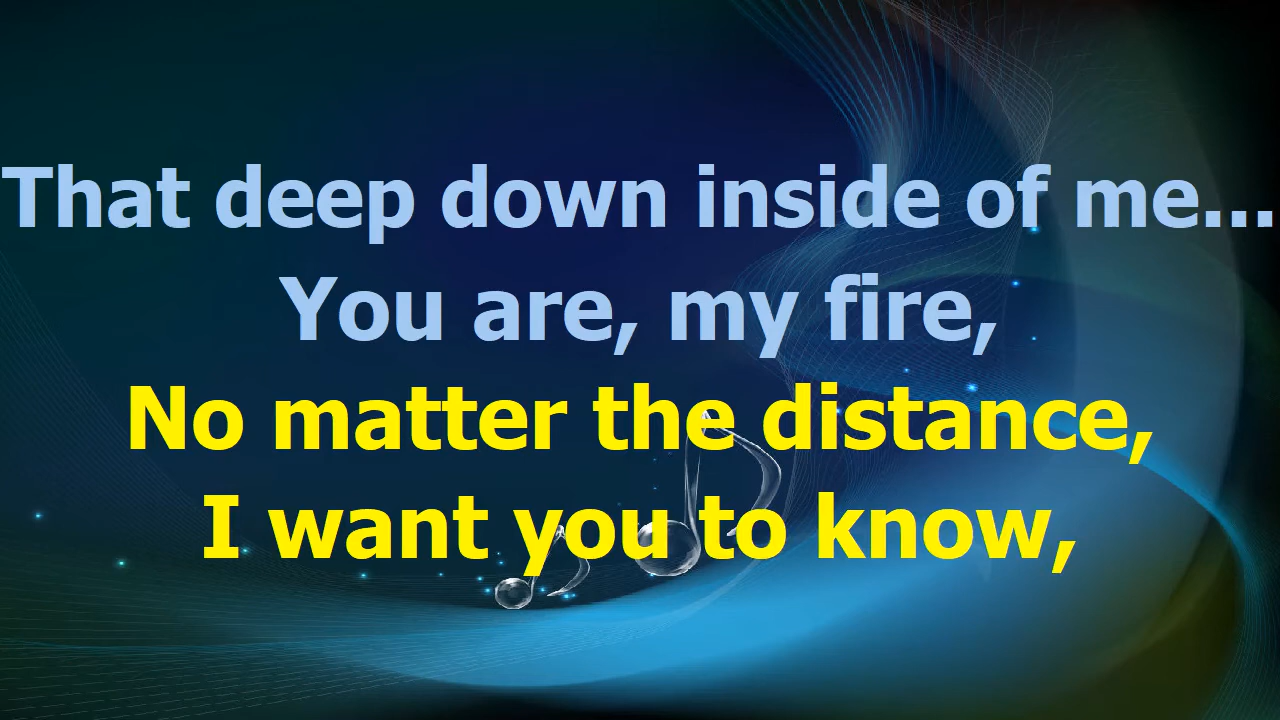 That deep down inside of me...
You are, my fire,
No matter the distance,
I want you to know,